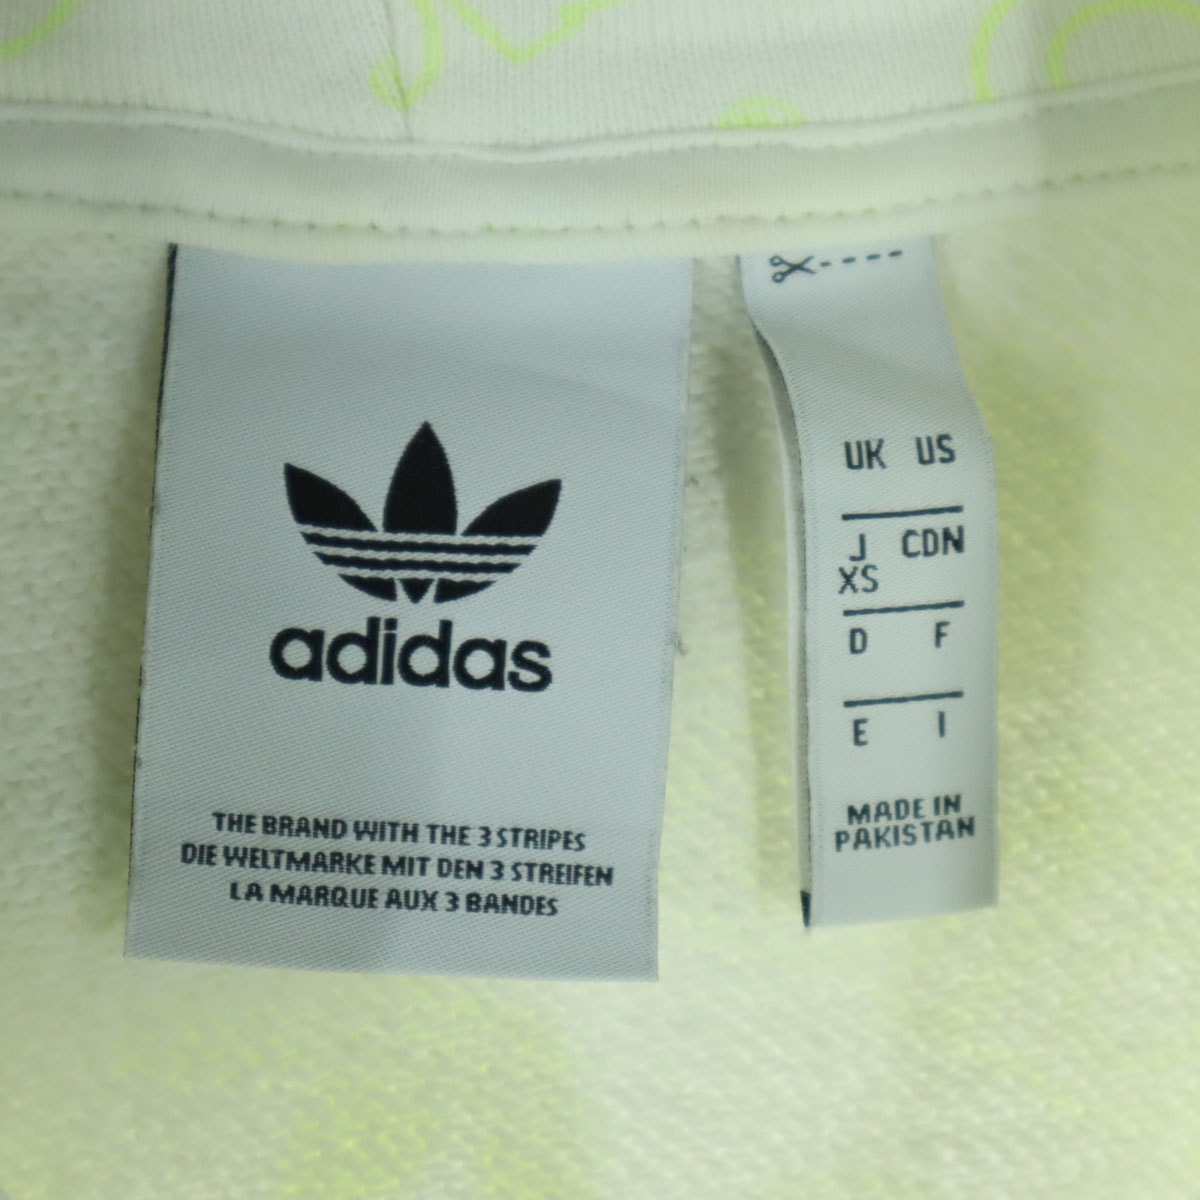 adidas
THE BRAND WITH THE 3 STRIPES
DIE WELTMARKE MIT DEN 3 STREIFEN
LA MARQUE AUX 3 BANDES
UK US
J CDN
XS
D F
E I
MADE IN
PAKISTAN